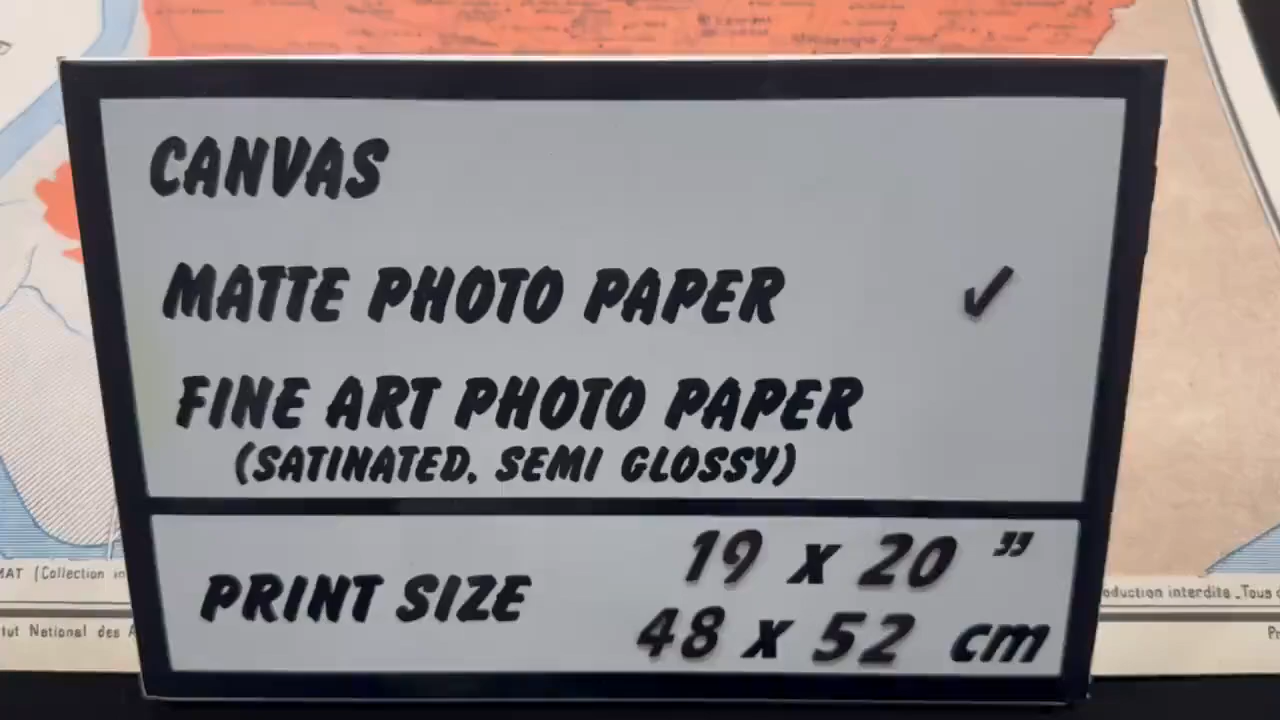 CANVAS
MATTE PHOTO PAPER ✓
FINE ART PHOTO PAPER
(SATINATED, SEMI GLOSSY)
PRINT SIZE
19 x 20 "
48 x 52 cm
MAT (Collection
oduction interdite _Tous
tut National des